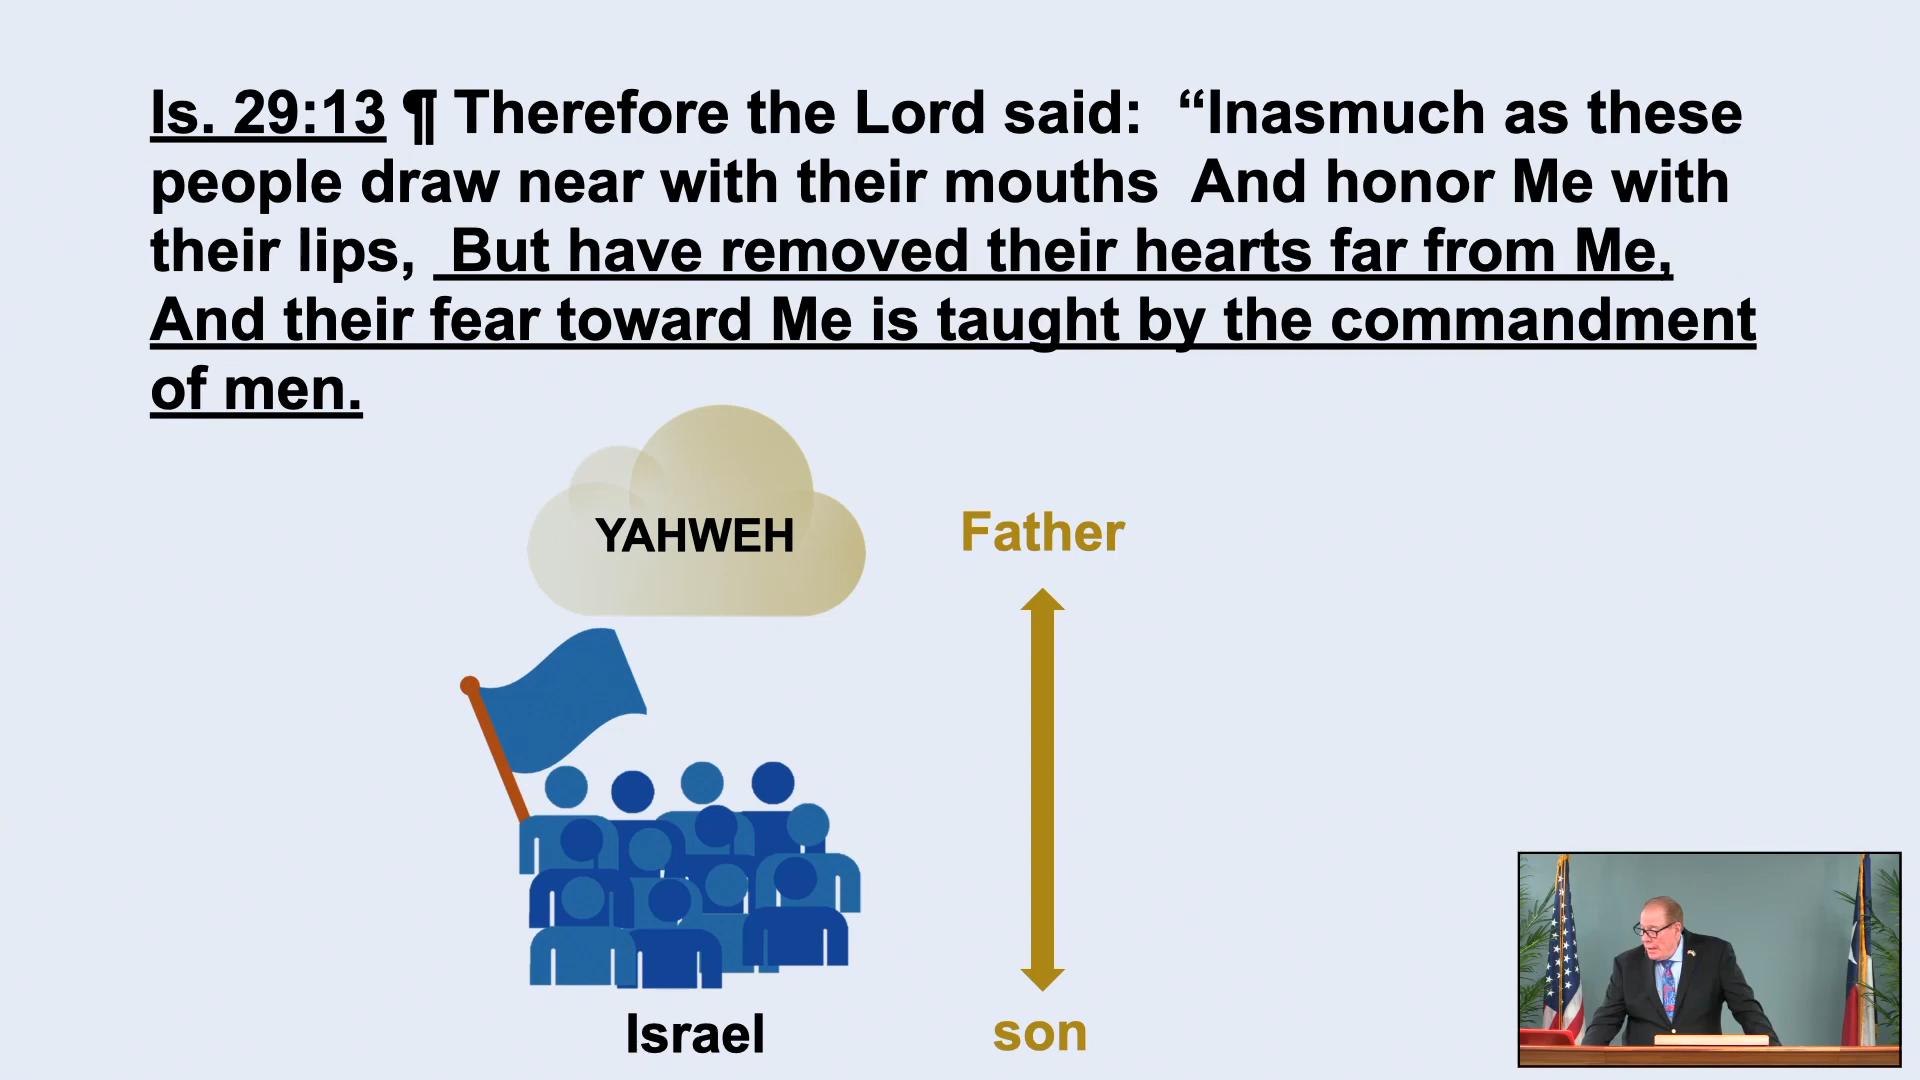 Is. 29:13 ¶ Therefore the Lord said:  “Inasmuch as these
people draw near with their mouths  And honor Me with
their lips,  But have removed their hearts far from Me,
And their fear toward Me is taught by the commandment
of men.
YAHWEH
Father
Israel
son